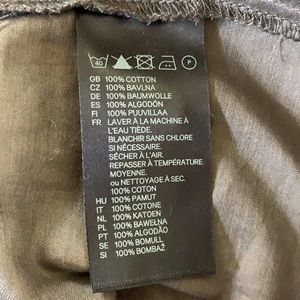 40 P
GB 100% COTTON
CZ 100% BAVLNA
DE 100% BAUMWOLLE
ES 100% ALGODÓN
FI 100% PUUVILLAA
FR LAVER À LA MACHINE À
L'EAU TIÈDE.
BLANCHIR SANS CHLORE
SI NÉCESSAIRE.
SÉCHER À L'AIR.
REPASSER À TEMPÉRATURE
MOYENNE.
ou NETTOYAGE À SEC.
100% COTON
HU 100% PAMUT
IT 100% COTONE
NL 100% KATOEN
PL 100% BAWEŁNA
PT 100% ALGODÃO
SE 100% BOMULL
SI 100% BOMBAŽ